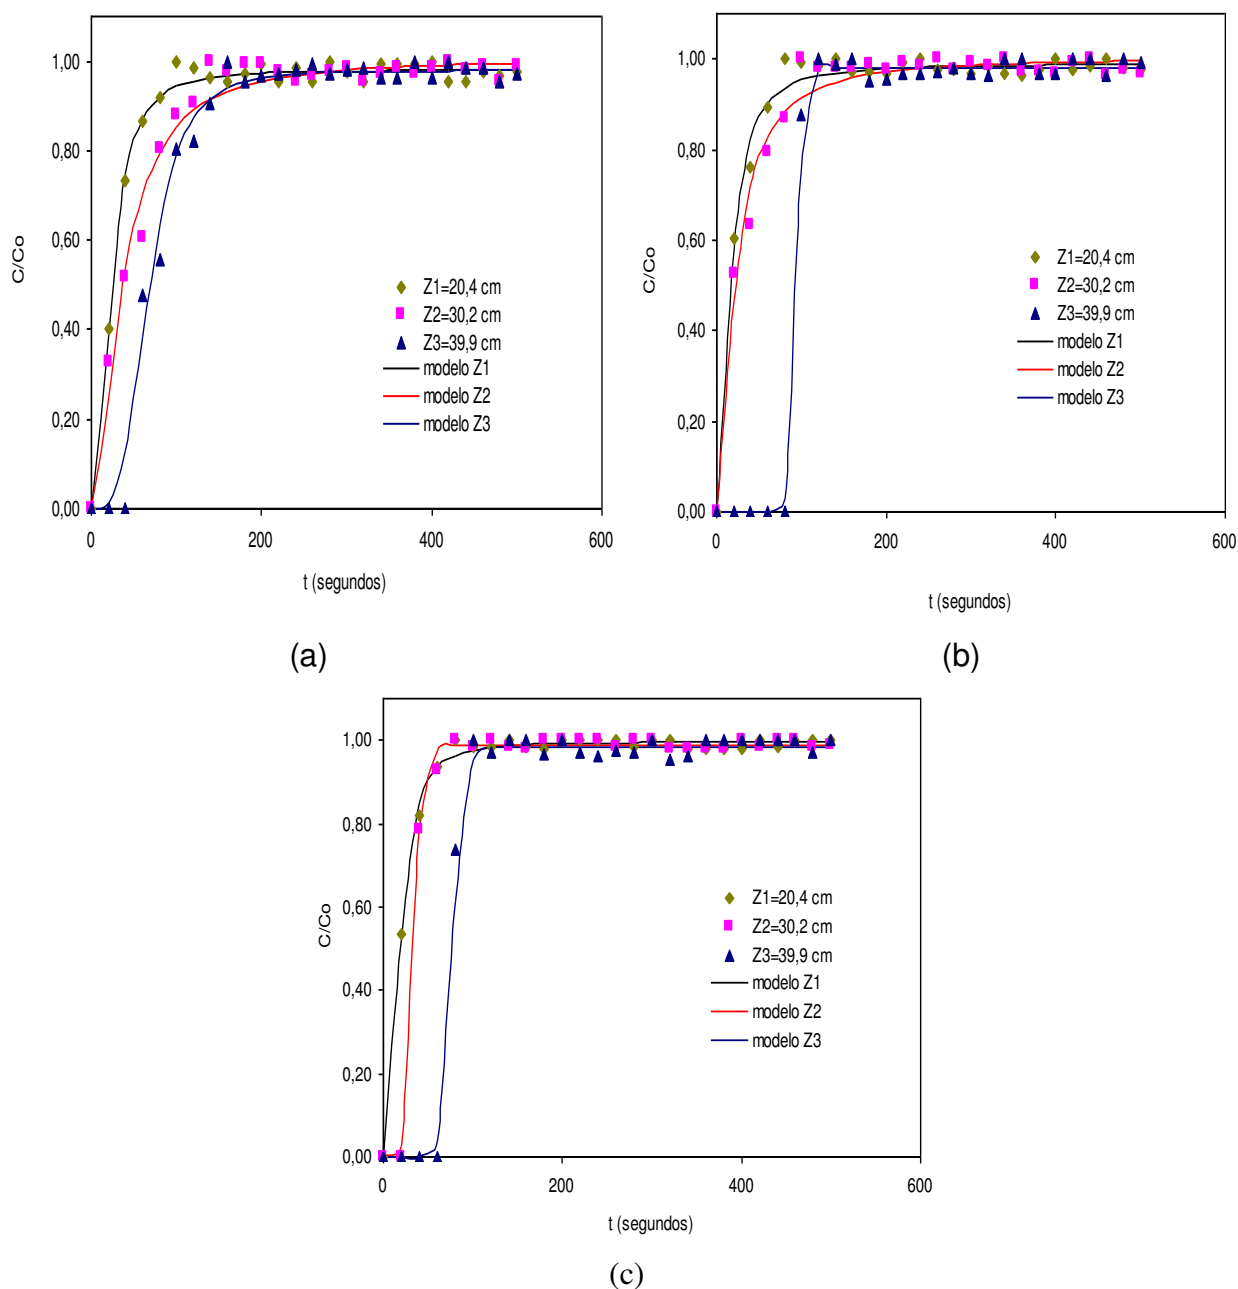 1,00
0,80
0,60
0,40
0,20
0,00
C/Co
0
200
400
600
t (segundos)
Z1=20,4 cm
Z2=30,2 cm
Z3=39,9 cm
modelo Z1
modelo Z2
modelo Z3
(a)
1,00
0,80
0,60
0,40
0,20
0,00
C/Co
0
200
400
600
t (segundos)
Z1=20,4 cm
Z2=30,2 cm
Z3=39,9 cm
modelo Z1
modelo Z2
modelo Z3
(b)
1,00
0,80
0,60
0,40
0,20
0,00
C/Co
0
200
400
600
t (segundos)
Z1=20,4 cm
Z2=30,2 cm
Z3=39,9 cm
modelo Z1
modelo Z2
modelo Z3
(c)